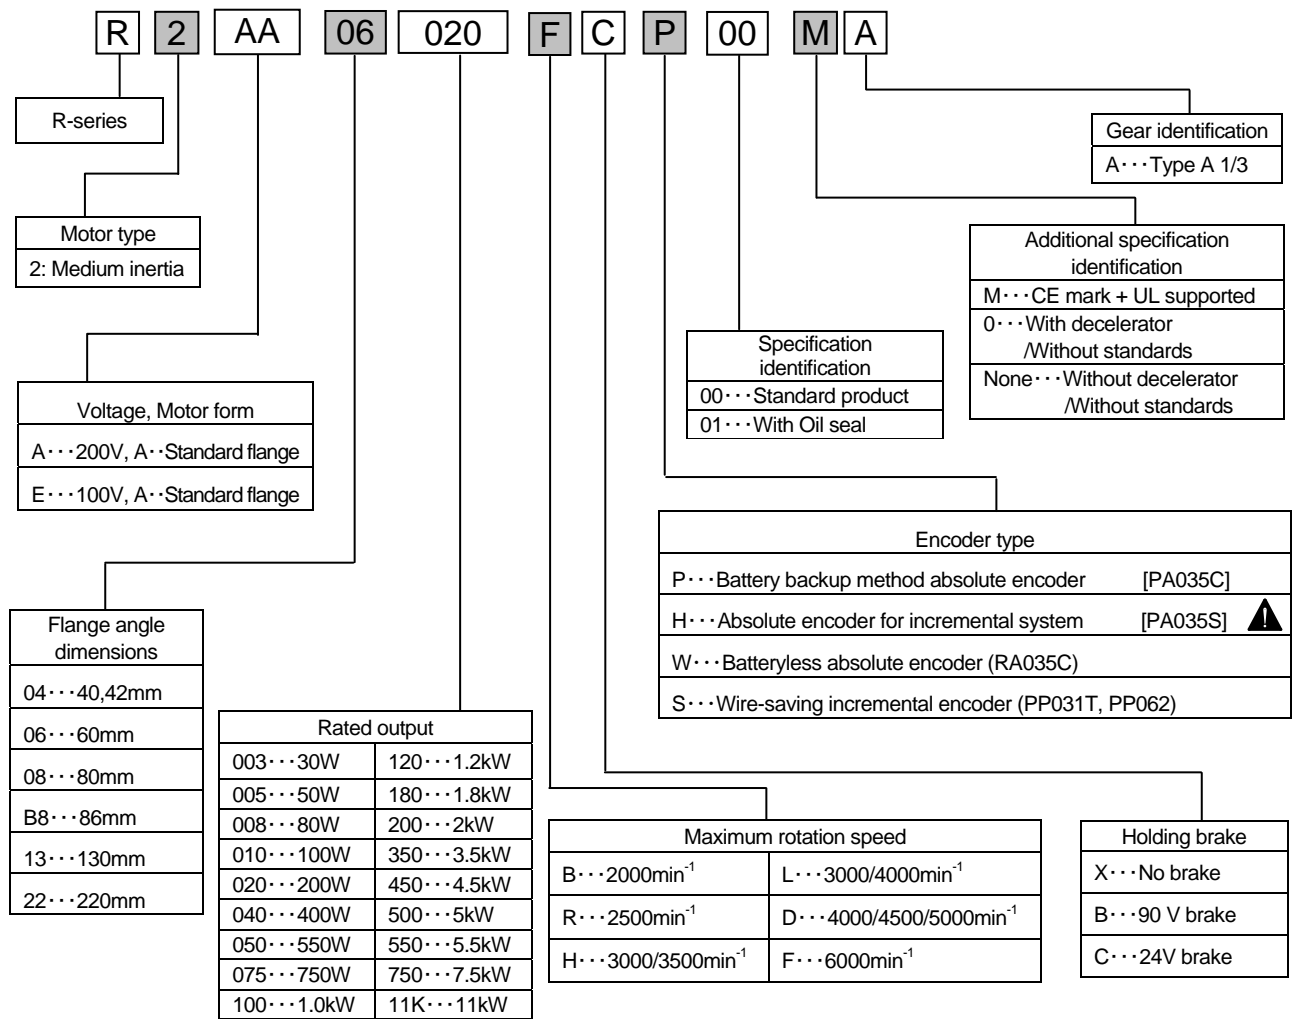 R 2 AA 06 020 F C P 00 M A
R-series
Gear identification
A···Type A 1/3
Motor type
2: Medium inertia
Additional specification
identification
M···CE mark + UL supported
0···With decelerator
/Without standards
None···Without decelerator
/Without standards
Specification
identification
00···Standard product
01···With Oil seal
Voltage, Motor form
A···200V, A··Standard flange
E···100V, A··Standard flange
Encoder type
P···Battery backup method absolute encoder [PA035C]
H···Absolute encoder for incremental system [PA035S] !
W···Batteryless absolute encoder (RA035C)
S···Wire-saving incremental encoder (PP031T, PP062)
Flange angle
dimensions
04···40,42mm
06···60mm
08···80mm
B8···86mm
13···130mm
22···220mm
Rated output
003···30W 120···1.2kW
005···50W 180···1.8kW
008···80W 200···2kW
010···100W 350···3.5kW
020···200W 450···4.5kW
040···400W 500···5kW
050···550W 550···5.5kW
075···750W 750···7.5kW
100···1.0kW 11K···11kW
Maximum rotation speed
B···2000min⁻¹ L···3000/4000min⁻¹
R···2500min⁻¹ D···4000/4500/5000min⁻¹
H···3000/3500min⁻¹ F···6000min⁻¹
Holding brake
X···No brake
B···90 V brake
C···24V brake